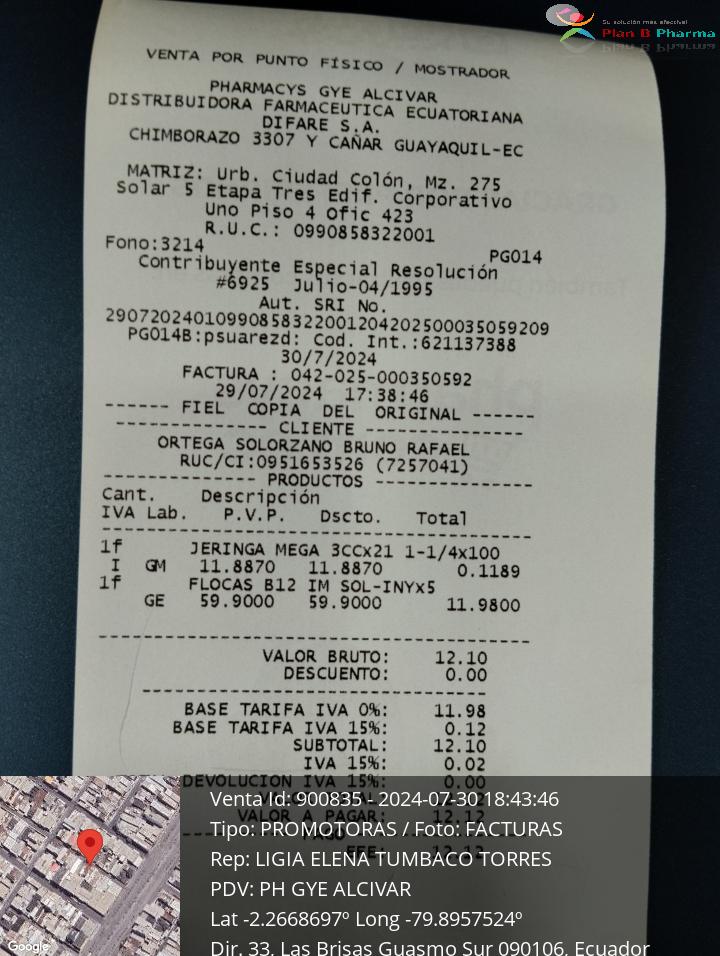 Su solución más efectiva!
Plan B Pharma
VENTA POR PUNTO FÍSICO / MOSTRADOR
PHARMACYS GYE ALCIVAR
DISTRIBUIDORA FARMACEUTICA ECUATORIANA
DIFARE S.A.
CHIMBORAZO 3307 Y CAÑAR GUAYAQUIL-EC
MATRIZ: Urb. Ciudad Colón, Mz. 275
Solar 5 Etapa Tres Edif. Corporativo
Uno Piso 4 Ofic 423
R.U.C.: 0990858322001
Fono:3214 PG014
Contribuyente Especial Resolución
#6925 Julio-04/1995
Aut. SRI No.
2907202401099085832200120420250003505920​9
PG014B:psuarezd: Cod. Int.:621137388
30/7/2024
FACTURA : 042-025-000350592
29/07/2024 17:38:46
------ FIEL COPIA DEL ORIGINAL ------
-------------- CLIENTE ---------------
ORTEGA SOLORZANO BRUNO RAFAEL
RUC/CI:0951653526 (7257041)
-------------- PRODUCTOS --------------
Cant. Descripción
IVA Lab. P.V.P. Dscto. Total
1f JERINGA MEGA 3CCx21 1-1/4x100
I GM 11.8870 11.8870 0.1189
1f FLOCAS B12 IM SOL-INYx5
GE 59.9000 59.9000 11.9800
VALOR BRUTO: 12.10
DESCUENTO: 0.00
BASE TARIFA IVA 0%: 11.98
BASE TARIFA IVA 15%: 0.12
SUBTOTAL: 12.10
IVA 15%: 0.02
DEVOLUCION IVA 15%: 0.00
VALOR A PAGAR: 12.12
EFE: 12.12
VentaId: 900835 - 2024-07-30 18:43:46
Tipo: PROMOTORAS / Foto: FACTURAS
Rep: LIGIA ELENA TUMBACO TORRES
PDV: PH GYE ALCIVAR
Lat -2.2668697º Long -79.8957524º
Dir. 33, Las Brisas Guasmo Sur 090106, Ecuador
Google